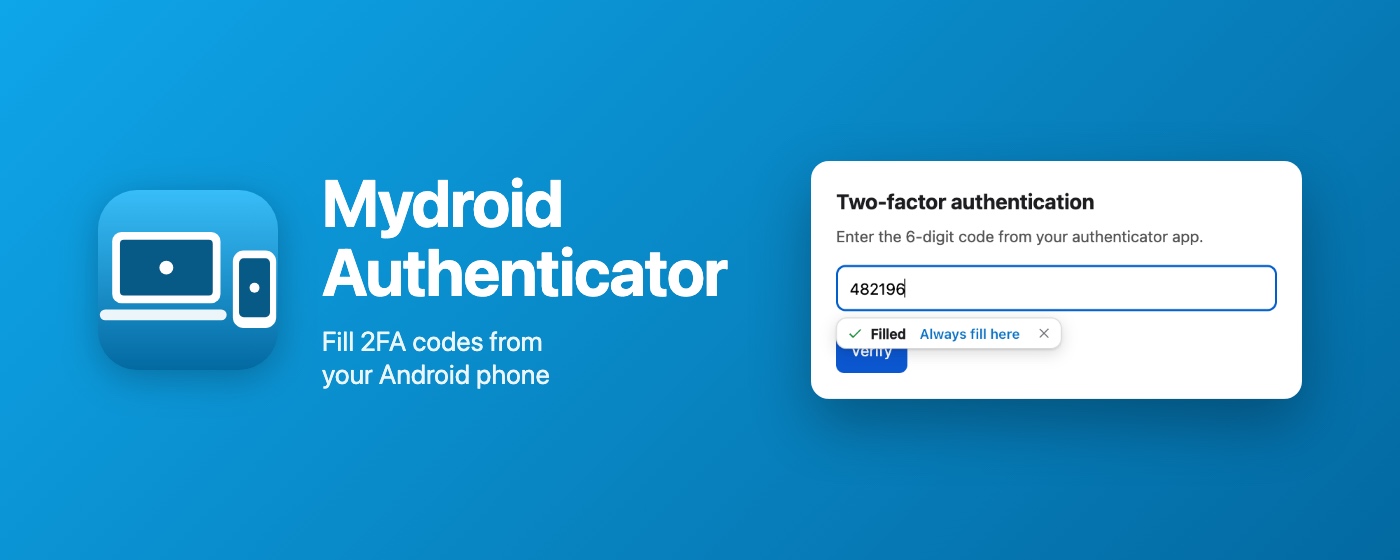 Mydroid
Authenticator
Fill 2FA codes from
your Android phone
Two-factor authentication
Enter the 6-digit code from your authenticator app.
482196
Filled Always fill here
Verify